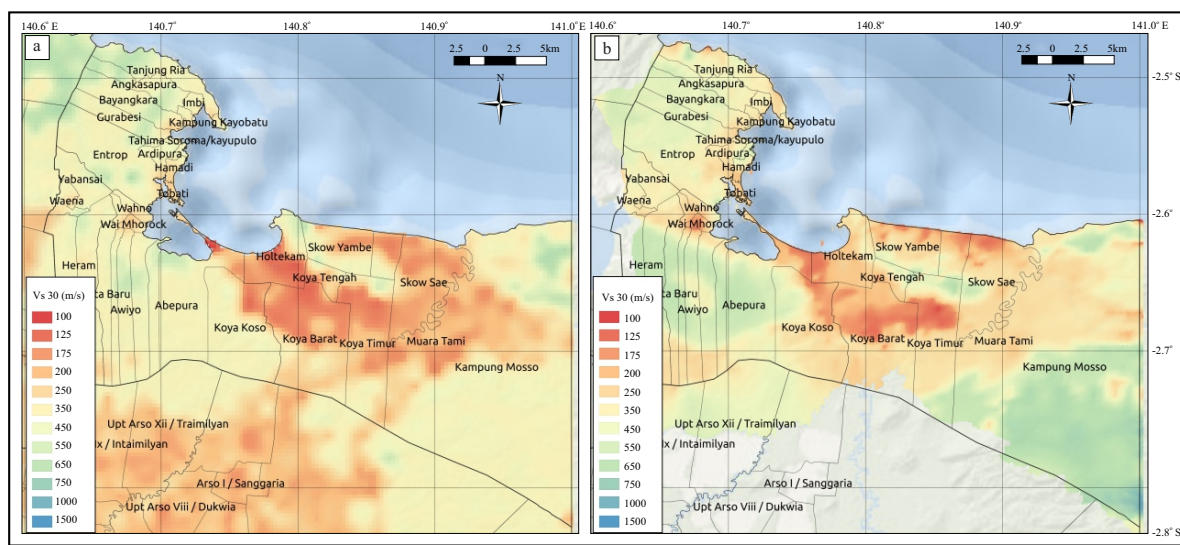 140.6° E 140.7° 140.8° 140.9° 141.0° E
a
2.5 0 2.5 5km
N
Tanjung Ria
Angkasapura
Bayangkara
Imbi
Gurabesi
Kampung Kayobatu
Tahima Soroma/kayupulo
Entrop
Ardipura
Hamadi
Yabansai
Tobati
Waena
Wahno
Wai Mhorock
Skow Yambe
Holtekam
Heram
Koya Tengah
Skow Sae
ta Baru
Awiyo
Abepura
Koya Koso
Koya Barat
Koya Timur
Muara Tami
Kampung Mosso
Upt Arso Xii / Traimilyan
Ix / Intaimilyan
Arso I / Sanggaria
Upt Arso Viii / Dukwia
Vs 30 (m/s)
100
125
175
200
250
350
450
550
650
750
1000
1500
140.6° E 140.7° 140.8° 140.9° 141.0° E
b
2.5 0 2.5 5km
N
-2.5° S
-2.6°
-2.7°
-2.8° S
Tanjung Ria
Angkasapura
Bayangkara
Imbi
Gurabesi
Kampung Kayobatu
Tahima Soroma/kayupulo
Entrop
Ardipura
Hamadi
Yabansai
Tobati
Waena
Wahno
Wai Mhorock
Skow Yambe
Holtekam
Heram
Koya Tengah
Skow Sae
ta Baru
Awiyo
Abepura
Koya Koso
Koya Barat
Koya Timur
Muara Tami
Kampung Mosso
Upt Arso Xii / Traimilyan
Ix / Intaimilyan
Arso I / Sanggaria
Upt Arso Viii / Dukwia
Vs 30 (m/s)
100
125
175
200
250
350
450
550
650
750
1000
1500